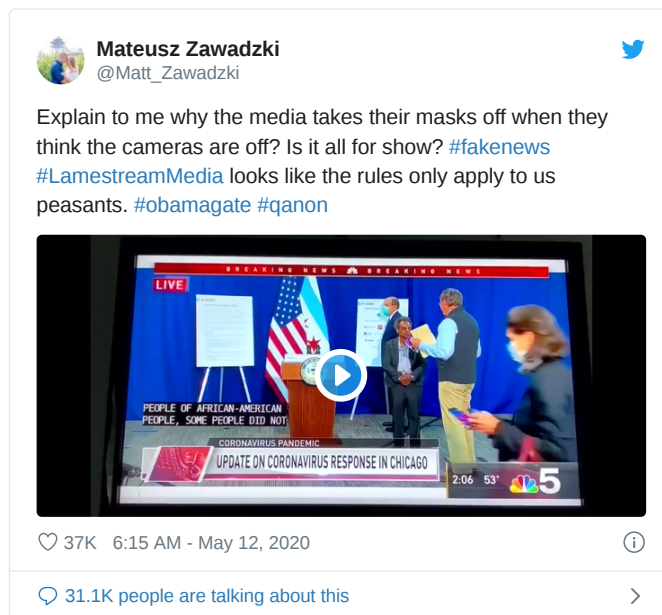 Mateusz Zawadzki
@Matt_Zawadzki
Explain to me why the media takes their masks off when they
think the cameras are off? Is it all for show? #fakenews
#LamestreamMedia looks like the rules only apply to us
peasants. #obamagate #qanon
BREAKING NEWS BREAKING NEWS
LIVE
PEOPLE OF AFRICAN-AMERICAN
PEOPLE, SOME PEOPLE DID NOT
CORONAVIRUS PANDEMIC
UPDATE ON CORONAVIRUS RESPONSE IN CHICAGO
2:06 53° 5
37K 6:15 AM - May 12, 2020
31.1K people are talking about this